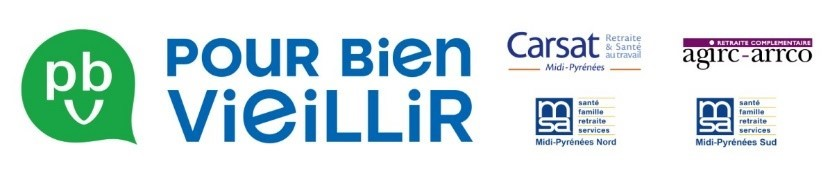 pb
POUR BiEN
ViEiLLiR
Carsat Retraite
& Santé
au travail
Midi-Pyrénées
RETRAITE COMPLEMENTAIRE
agirc-arrco
msa santé
famille
retraite
services
Midi-Pyrénées Nord
msa santé
famille
retraite
services
Midi-Pyrénées Sud